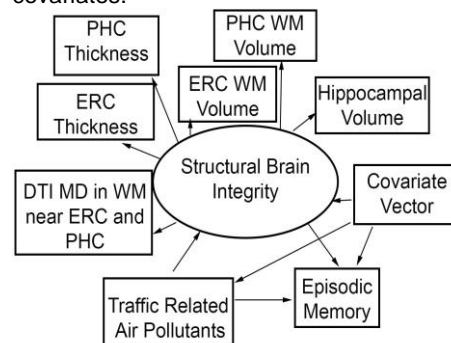 covariates.
PHC
Thickness
PHC WM
Volume
ERC
Thickness
ERC WM
Volume
Hippocampal
Volume
Structural Brain
Integrity
DTI MD in WM
near ERC and
PHC
Covariate
Vector
Traffic Related
Air Pollutants
Episodic
Memory